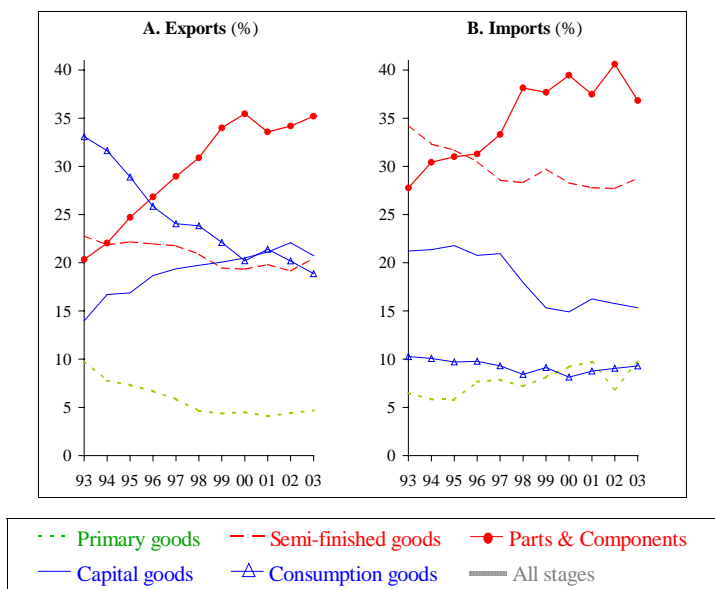 A. Exports (%)
B. Imports (%)
40
35
30
25
20
15
10
5
0
93 94 95 96 97 98 99 00 01 02 03
40
35
30
25
20
15
10
5
0
93 94 95 96 97 98 99 00 01 02 03
Primary goods
Semi-finished goods
Parts & Components
Capital goods
Consumption goods
All stages